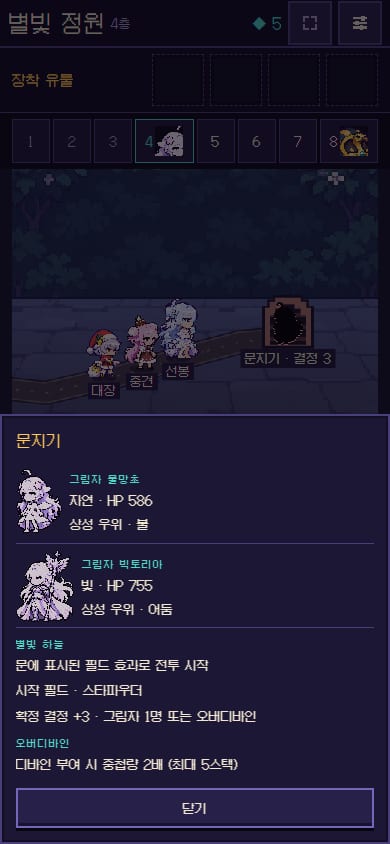 별빛 정원 4층
5
장착 유물
1 2 3 4 5 6 7 8
대장
중견
선봉
문지기 · 결정 3
문지기
그림자 물망초
자연 · HP 586
상성 우위 · 불
그림자 빅토리아
빛 · HP 755
상성 우위 · 어둠
별빛 하늘
문에 표시된 필드 효과로 전투 시작
시작 필드 · 스타파우더
확정 결정 +3 · 그림자 1명 또는 오버디바인
오버디바인
디바인 부여 시 중첩량 2배 (최대 5스택)
닫기